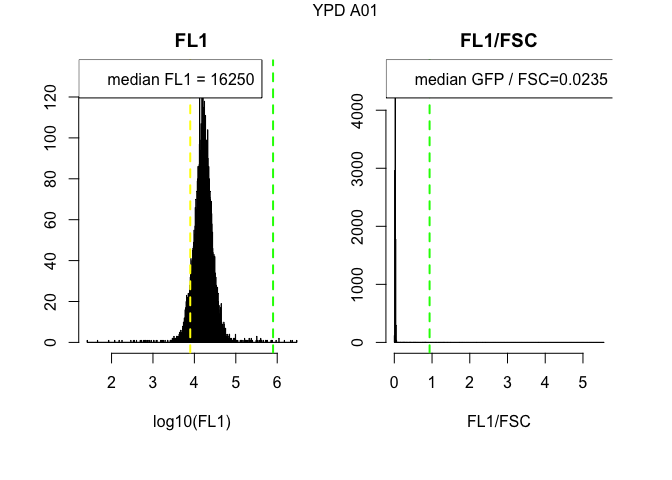 YPD A01
FL1
median FL1 = 16250
0 20 40 60 80 100 120
2 3 4 5 6
log10(FL1)
FL1/FSC
median GFP / FSC=0.0235
0 1000 2000 3000 4000
0 1 2 3 4 5
FL1/FSC